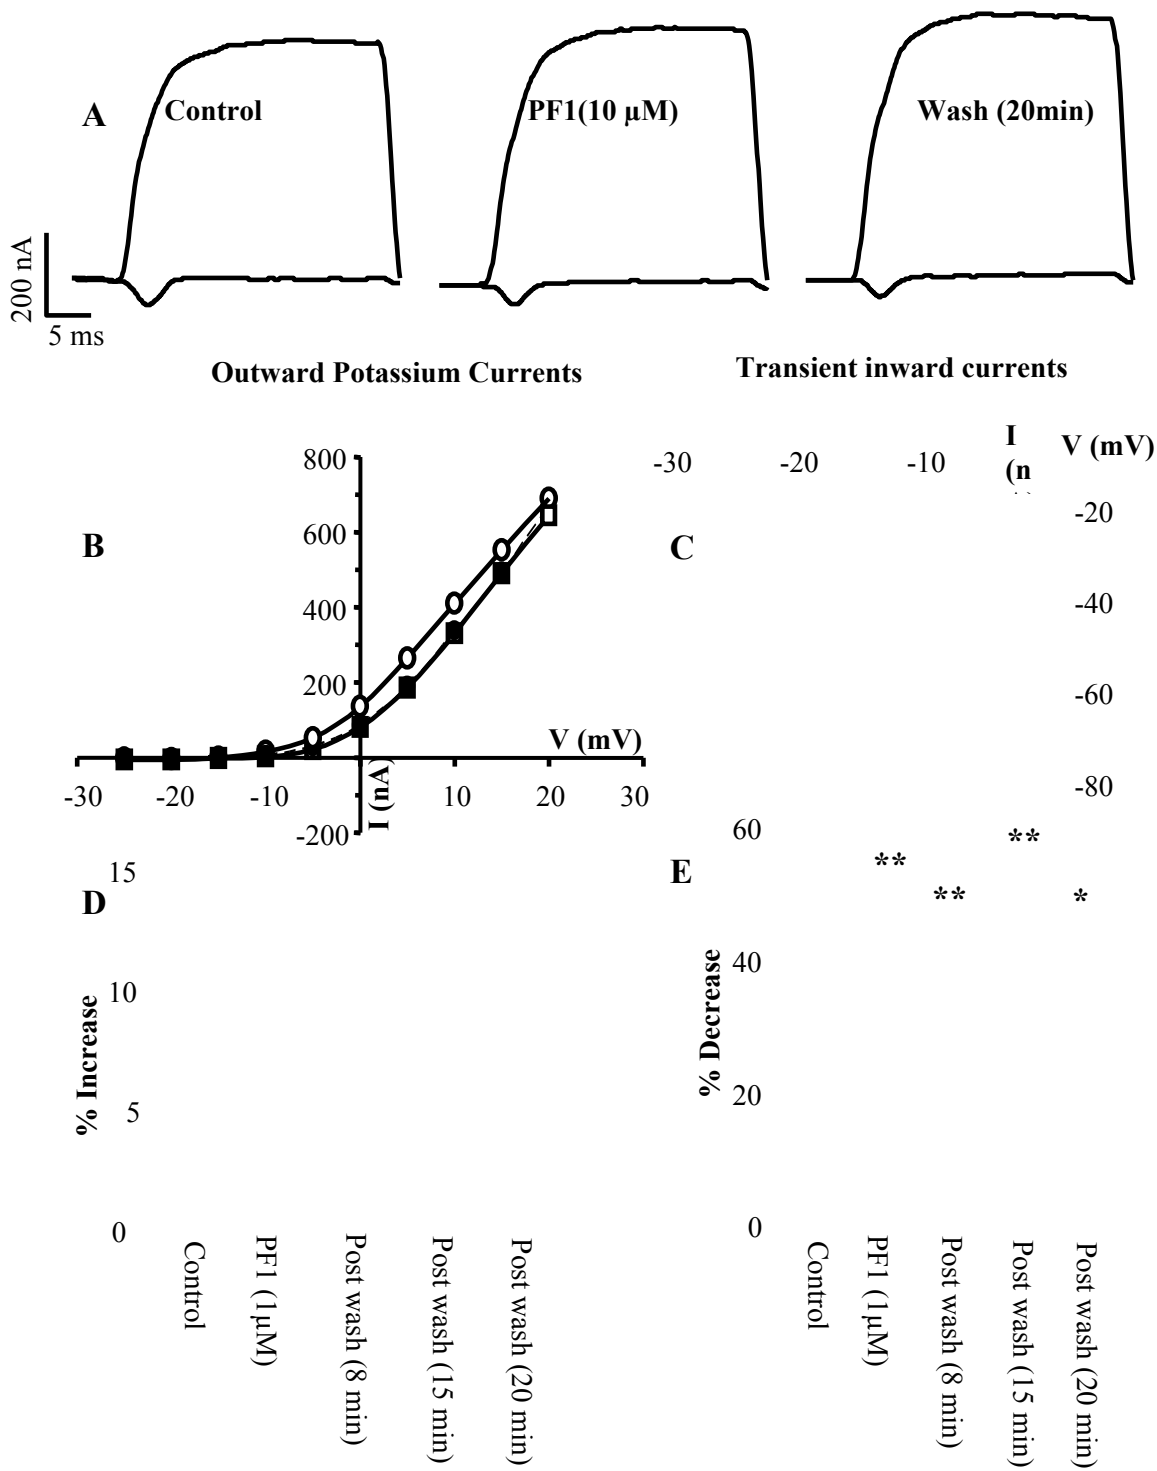 A
Control
PF1(10 µM)
Wash (20min)
200 nA
5 ms
Outward Potassium Currents
Transient inward currents
B
800
600
400
200
-200
-30
-20
-10
10
20
30
V (mV)
I (nA)
C
-30
-20
-10
I
(n
V (mV)
-20
-40
-60
-80
D
15
10
5
0
% Increase
Control
PF1 (1µM)
Post wash (8 min)
Post wash (15 min)
Post wash (20 min)
E
60
40
20
0
% Decrease
**
**
**
*
Control
PF1 (1µM)
Post wash (8 min)
Post wash (15 min)
Post wash (20 min)